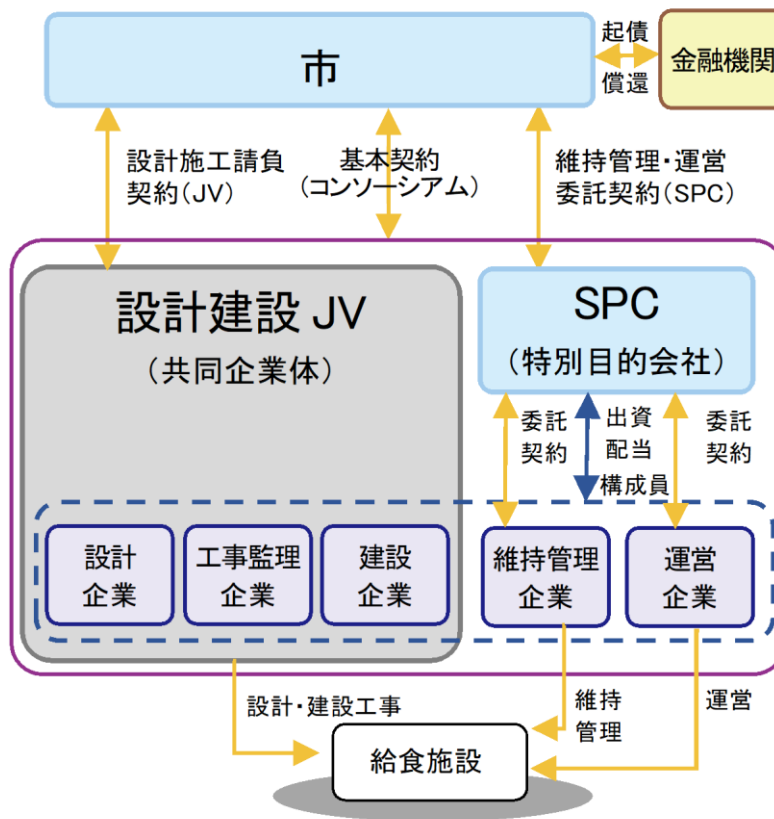 市
起債
償還
金融機関
設計施工請負
契約(JV)
基本契約
(コンソーシアム)
維持管理・運営
委託契約(SPC)
設計建設 JV
(共同企業体)
SPC
(特別目的会社)
委託
契約
出資
配当
構成員
委託
契約
設計
企業
工事監理
企業
建設
企業
維持管理
企業
運営
企業
設計・建設工事
維持
管理
運営
給食施設